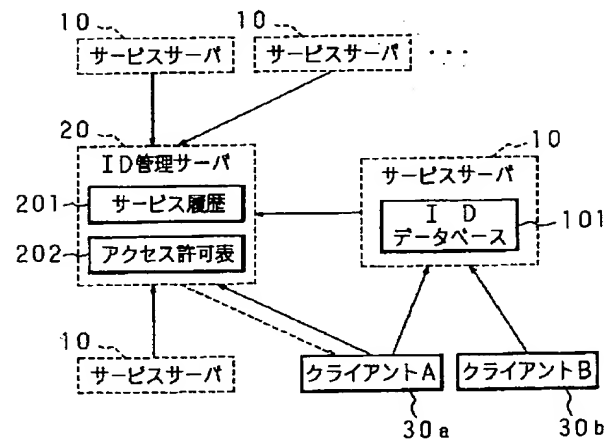 10
サービスサーバ
10
サービスサーバ
・・・
20
ID管理サーバ
201
サービス履歴
202
アクセス許可表
10
サービスサーバ
I D
データベース
101
10
サービスサーバ
クライアントA
30a
クライアントB
30b